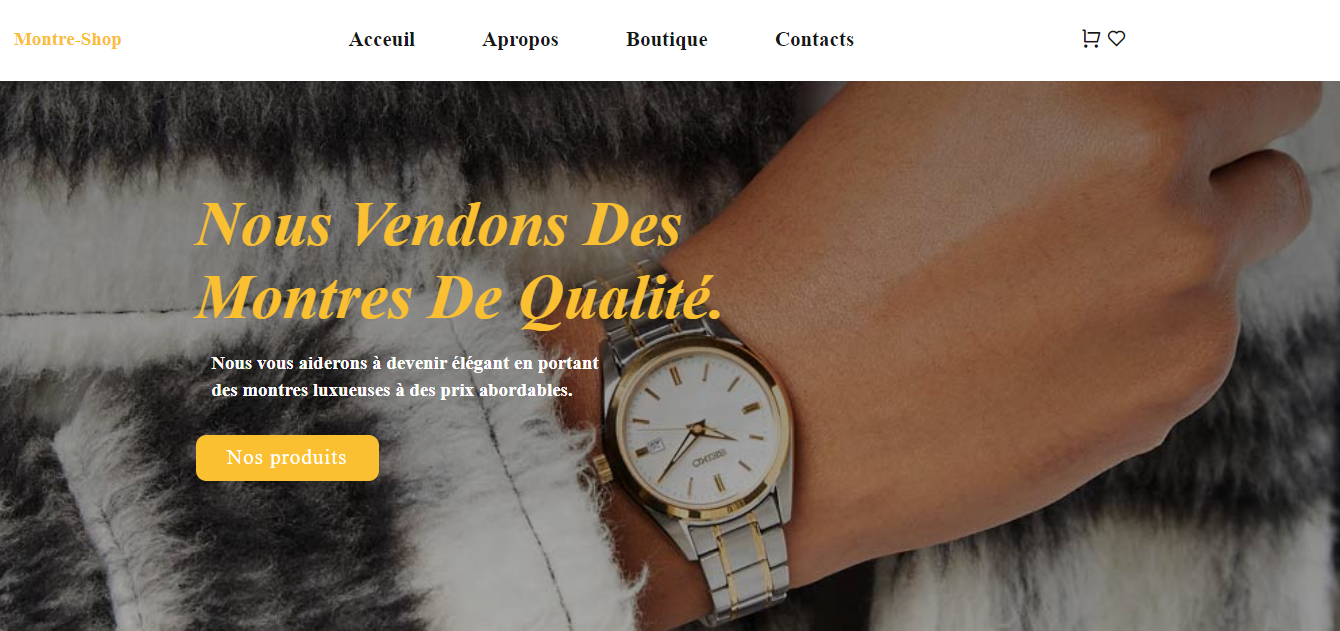 Montre-Shop
Acceuil
Apropos
Boutique
Contacts
Nous Vendons Des
Montres De Qualité.
Nous vous aiderons à devenir élégant en portant
des montres luxueuses à des prix abordables.
Nos produits
SEIKO